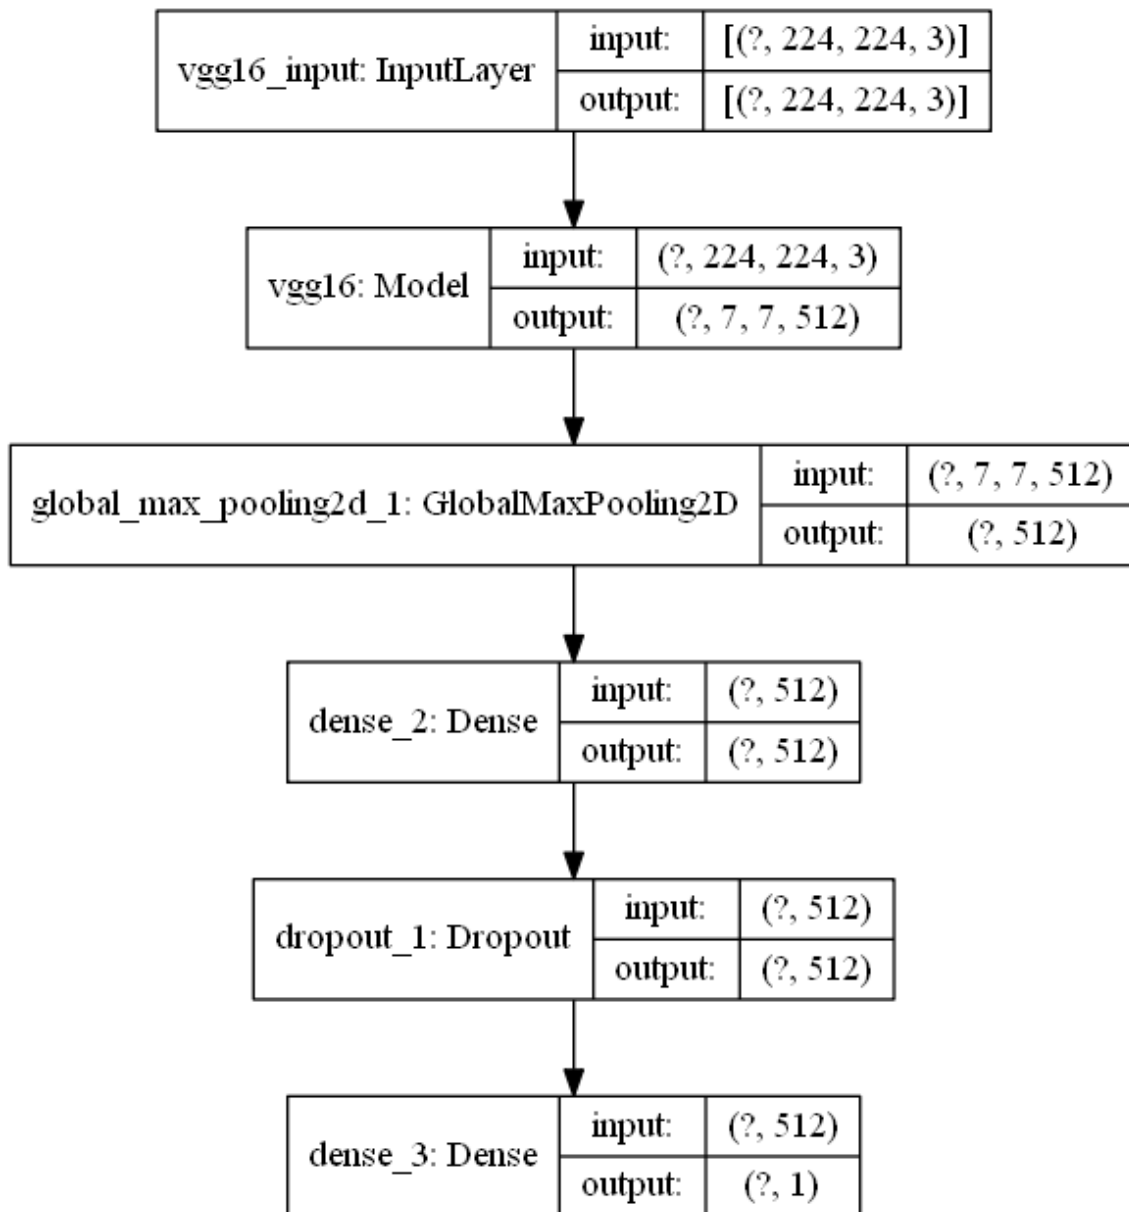 vgg16_input: InputLayer
input: [(?, 224, 224, 3)]
output: [(?, 224, 224, 3)]
vgg16: Model
input: (?, 224, 224, 3)
output: (?, 7, 7, 512)
global_max_pooling2d_1: GlobalMaxPooling2D
input: (?, 7, 7, 512)
output: (?, 512)
dense_2: Dense
input: (?, 512)
output: (?, 512)
dropout_1: Dropout
input: (?, 512)
output: (?, 512)
dense_3: Dense
input: (?, 512)
output: (?, 1)